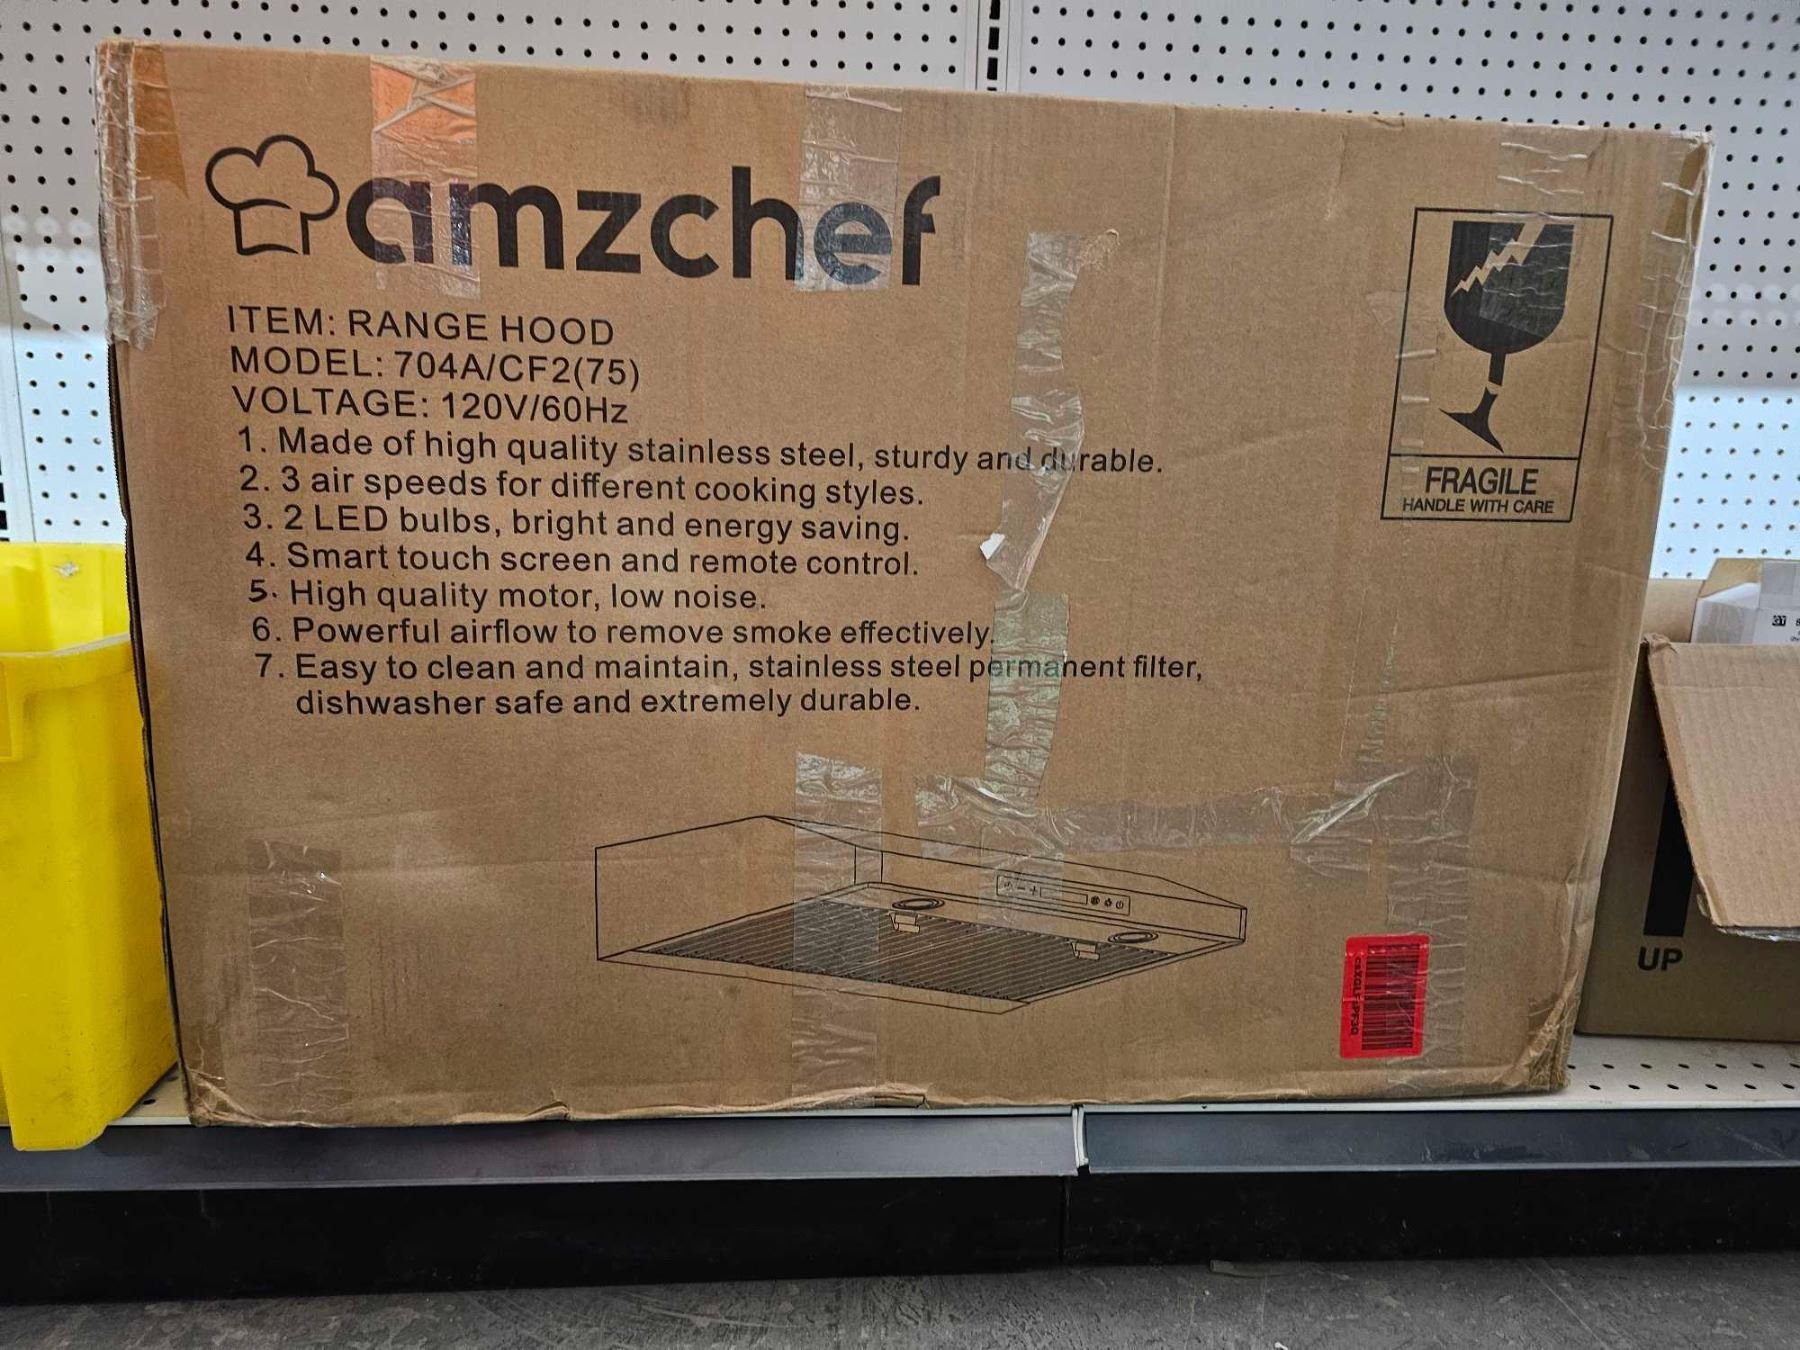 amzchef
ITEM: RANGE HOOD
MODEL: 704A/CF2(75)
VOLTAGE: 120V/60Hz
1. Made of high quality stainless steel, sturdy and durable.
2. 3 air speeds for different cooking styles.
3. 2 LED bulbs, bright and energy saving.
4. Smart touch screen and remote control.
5. High quality motor, low noise.
6. Powerful airflow to remove smoke effectively.
7. Easy to clean and maintain, stainless steel permanent filter,
dishwasher safe and extremely durable.
FRAGILE
HANDLE WITH CARE
UP